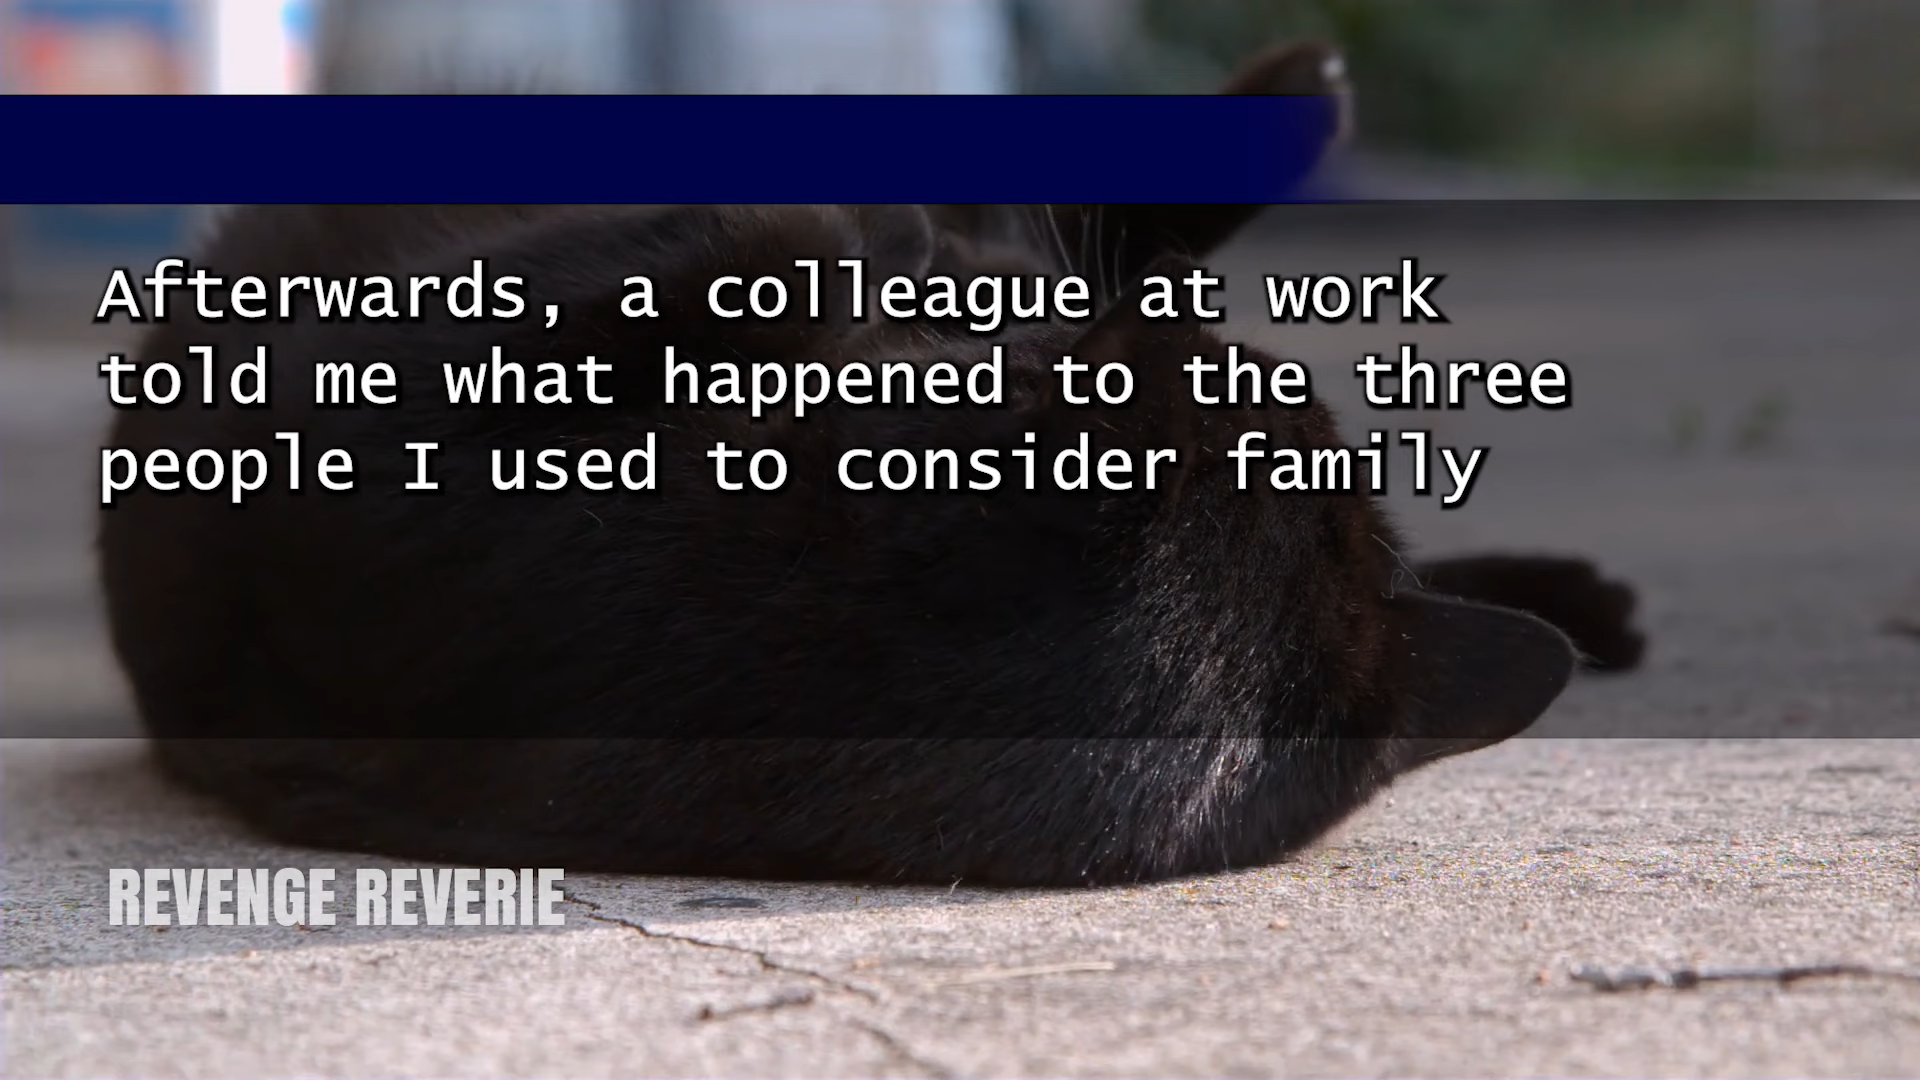 Afterwards, a colleague at work
told me what happened to the three
people I used to consider family
REVENGE REVERIE